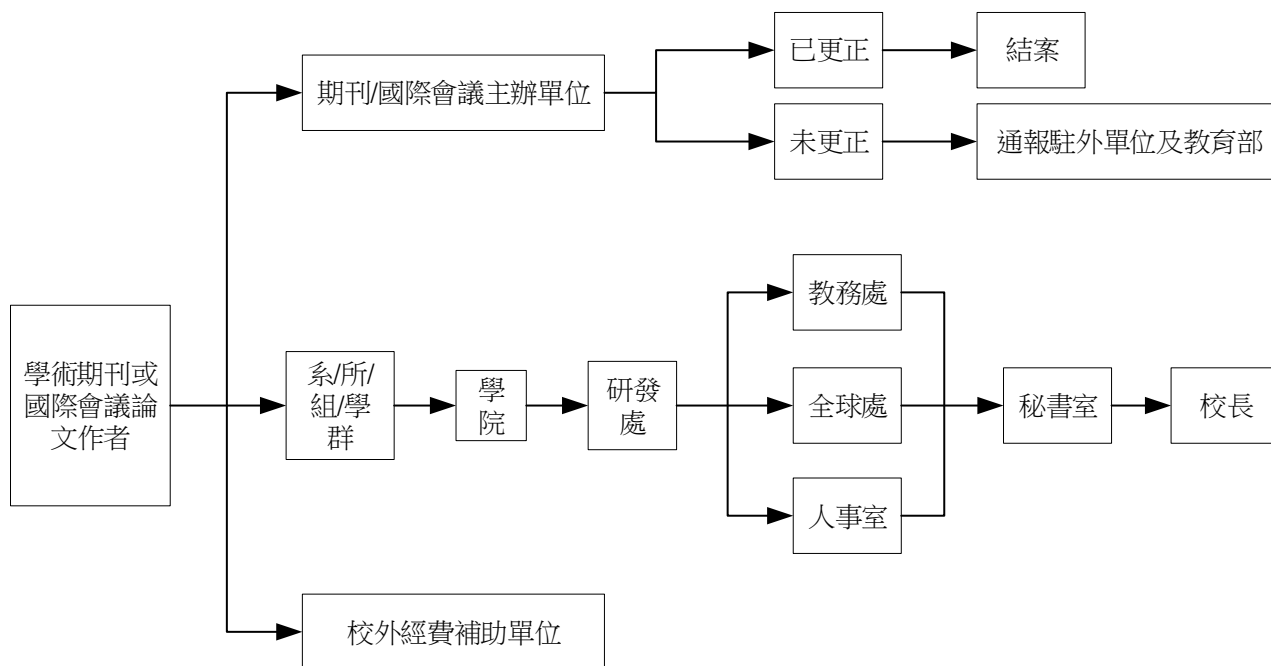 已更正
結案
期刊/國際會議主辦單位
未更正
通報駐外單位及教育部
學術期刊或
國際會議論
文作者
系/所/
組/學
群
學
院
研發
處
教務處
全球處
人事室
秘書室
校長
校外經費補助單位